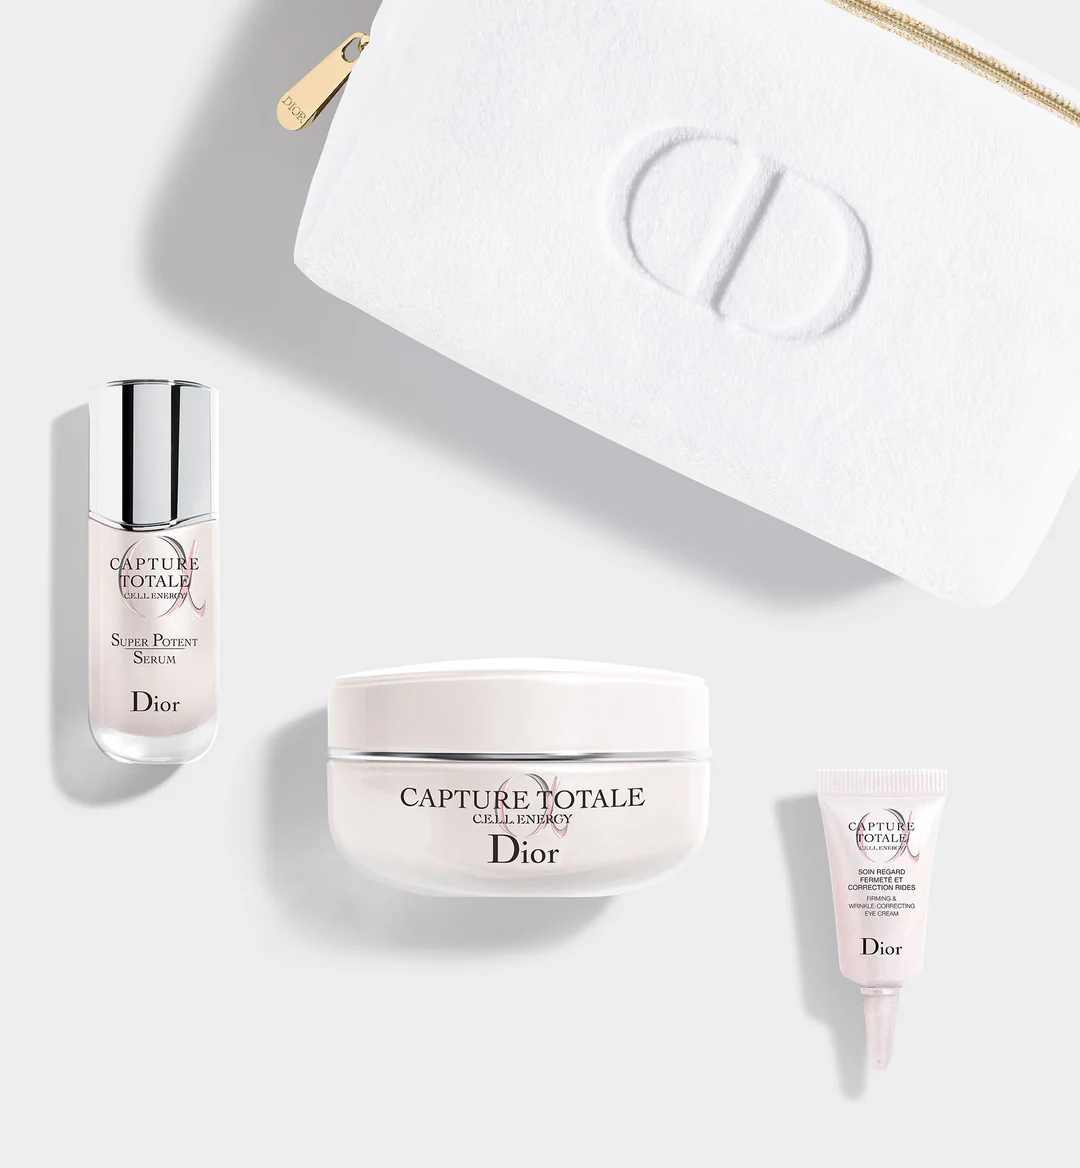 DIOR
CAPTURE
TOTALE
C.E.L.L. ENERGY
SUPER POTENT
SERUM
Dior
CAPTURE TOTALE
C.E.L.L. ENERGY
Dior
CAPTURE
TOTALE
C.E.L.L. ENERGY
SOIN REGARD
FERMETÉ ET
CORRECTION RIDES
FIRMING &
WRINKLE-CORRECTING
EYE CREAM
Dior